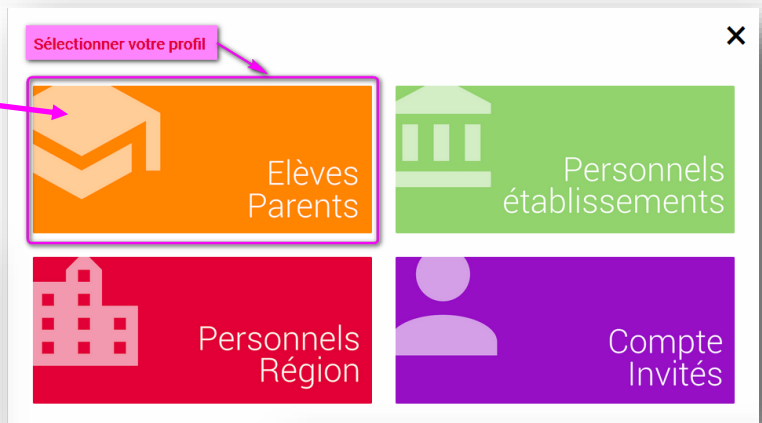 Sélectionner votre profil
Elèves
Parents
Personnels
établissements
Personnels
Région
Compte
Invités